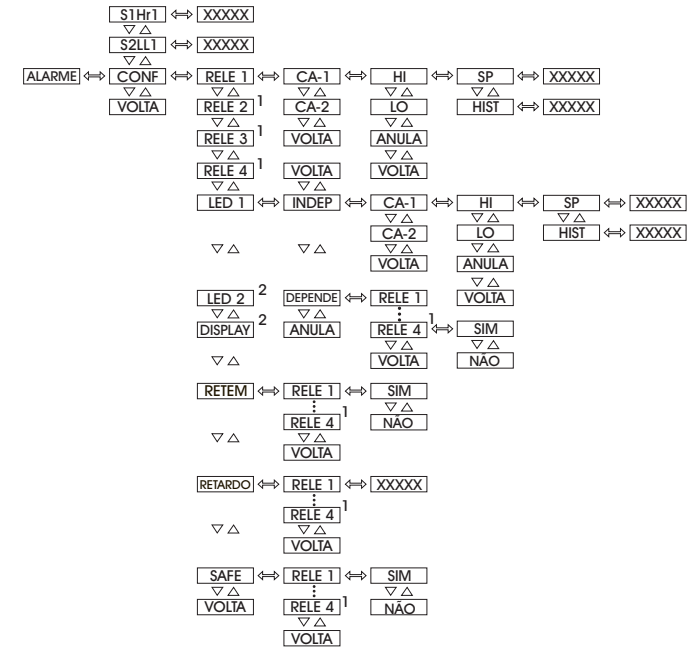 S1Hr1 XXXXX
S2LL1 XXXXX
ALARME CONF RELE 1 CA-1 HI SP XXXXX
VOLTA RELE 2 1 CA-2 LO HIST XXXXX
RELE 3 1 VOLTA ANULA
RELE 4 1 VOLTA VOLTA
LED 1 INDEP CA-1 HI SP XXXXX
CA-2 LO HIST XXXXX
VOLTA ANULA
LED 2 2 DEPENDE RELE 1 VOLTA
DISPLAY 2 ANULA RELE 4 1 SIM
VOLTA NÃO
RETEM RELE 1 SIM
RELE 4 1 NÃO
VOLTA
RETARDO RELE 1 XXXXX
RELE 4 1
VOLTA
SAFE RELE 1 SIM
VOLTA RELE 4 1 NÃO
VOLTA